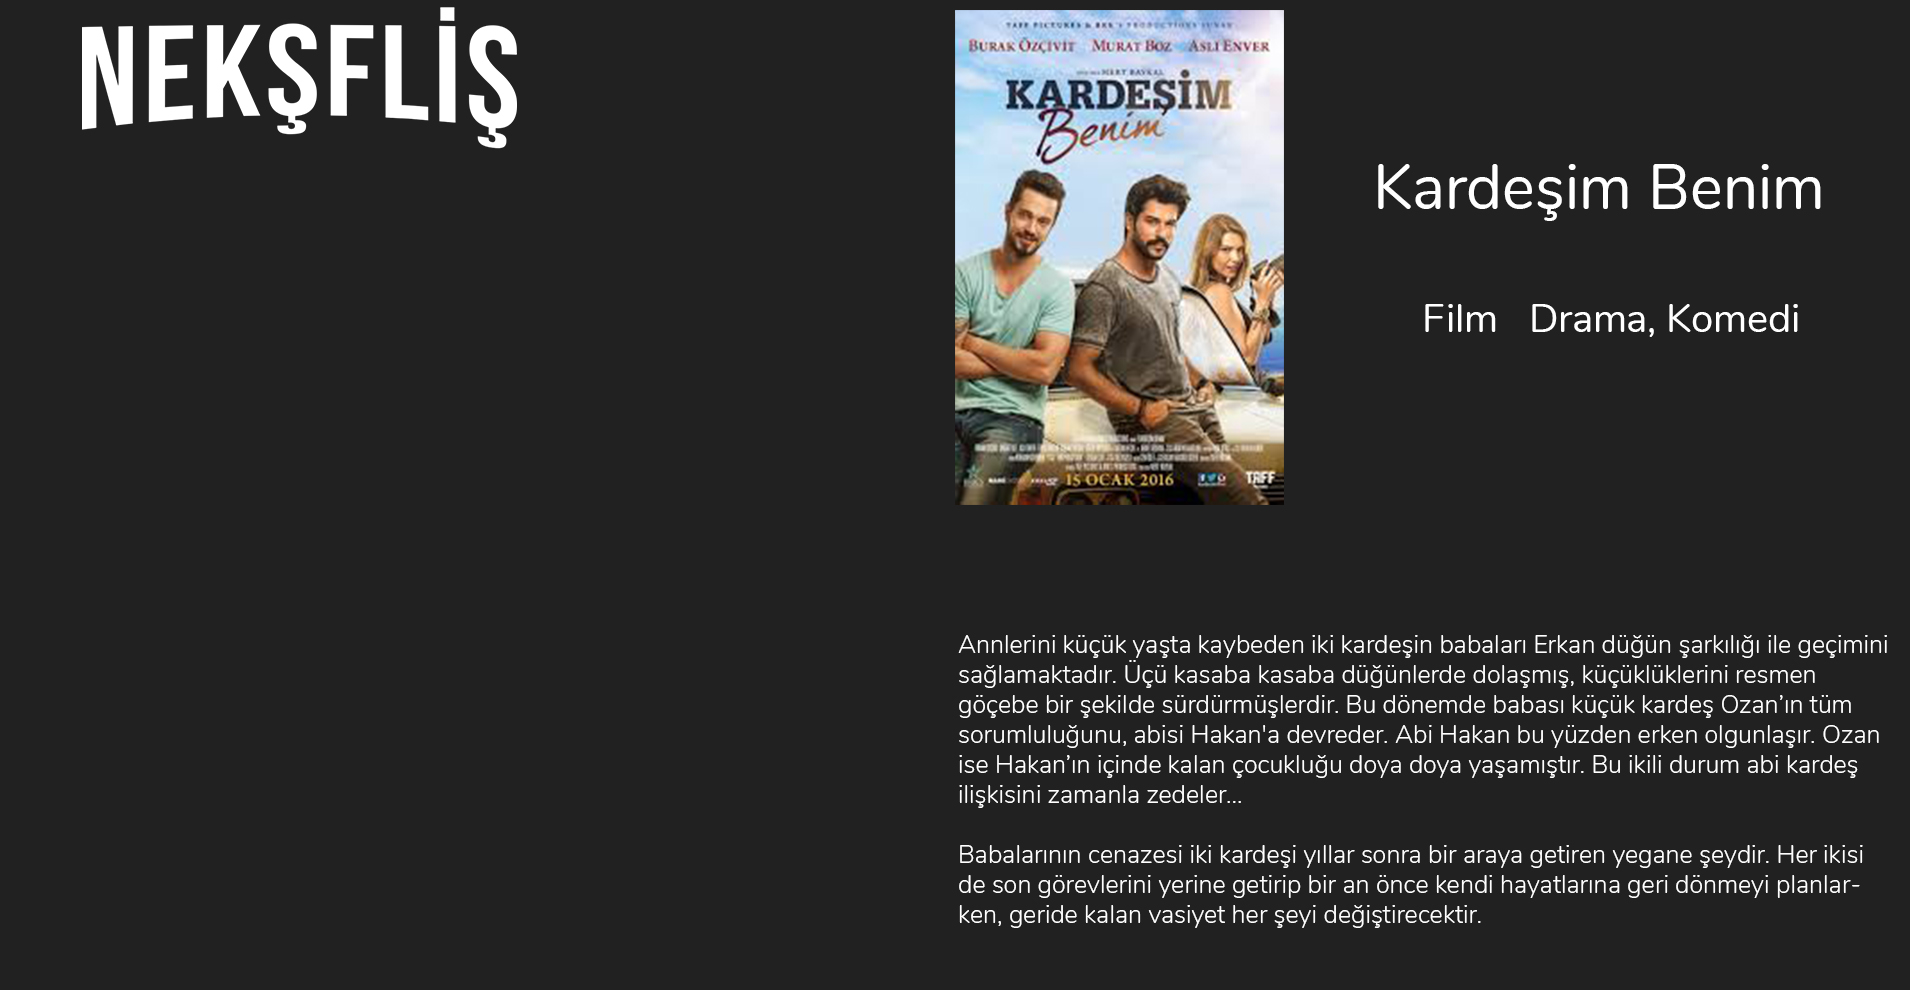 NEKŞFLİŞ
BURAK ÖZÇİVİT MURAT BOZ ASLI ENVER
MERT BAYKAL
KARDEŞİM
Benim
15 OCAK 2016
TAFF
Kardeşim Benim
Film Drama, Komedi
Annlerini küçük yaşta kaybeden iki kardeşin babaları Erkan düğün şarkılığı ile geçimini
sağlamaktadır. Üçü kasaba kasaba düğünlerde dolaşmış, küçüklüklerini resmen
göçebe bir şekilde sürdürmüşlerdir. Bu dönemde babası küçük kardeş Ozan’ın tüm
sorumluluğunu, abisi Hakan'a devreder. Abi Hakan bu yüzden erken olgunlaşır. Ozan
ise Hakan’ın içinde kalan çocukluğu doya doya yaşamıştır. Bu ikili durum abi kardeş
ilişkisini zamanla zedeler...
Babalarının cenazesi iki kardeşi yıllar sonra bir araya getiren yegane şeydir. Her ikisi
de son görevlerini yerine getirip bir an önce kendi hayatlarına geri dönmeyi planlar-
ken, geride kalan vasiyet her şeyi değiştirecektir.